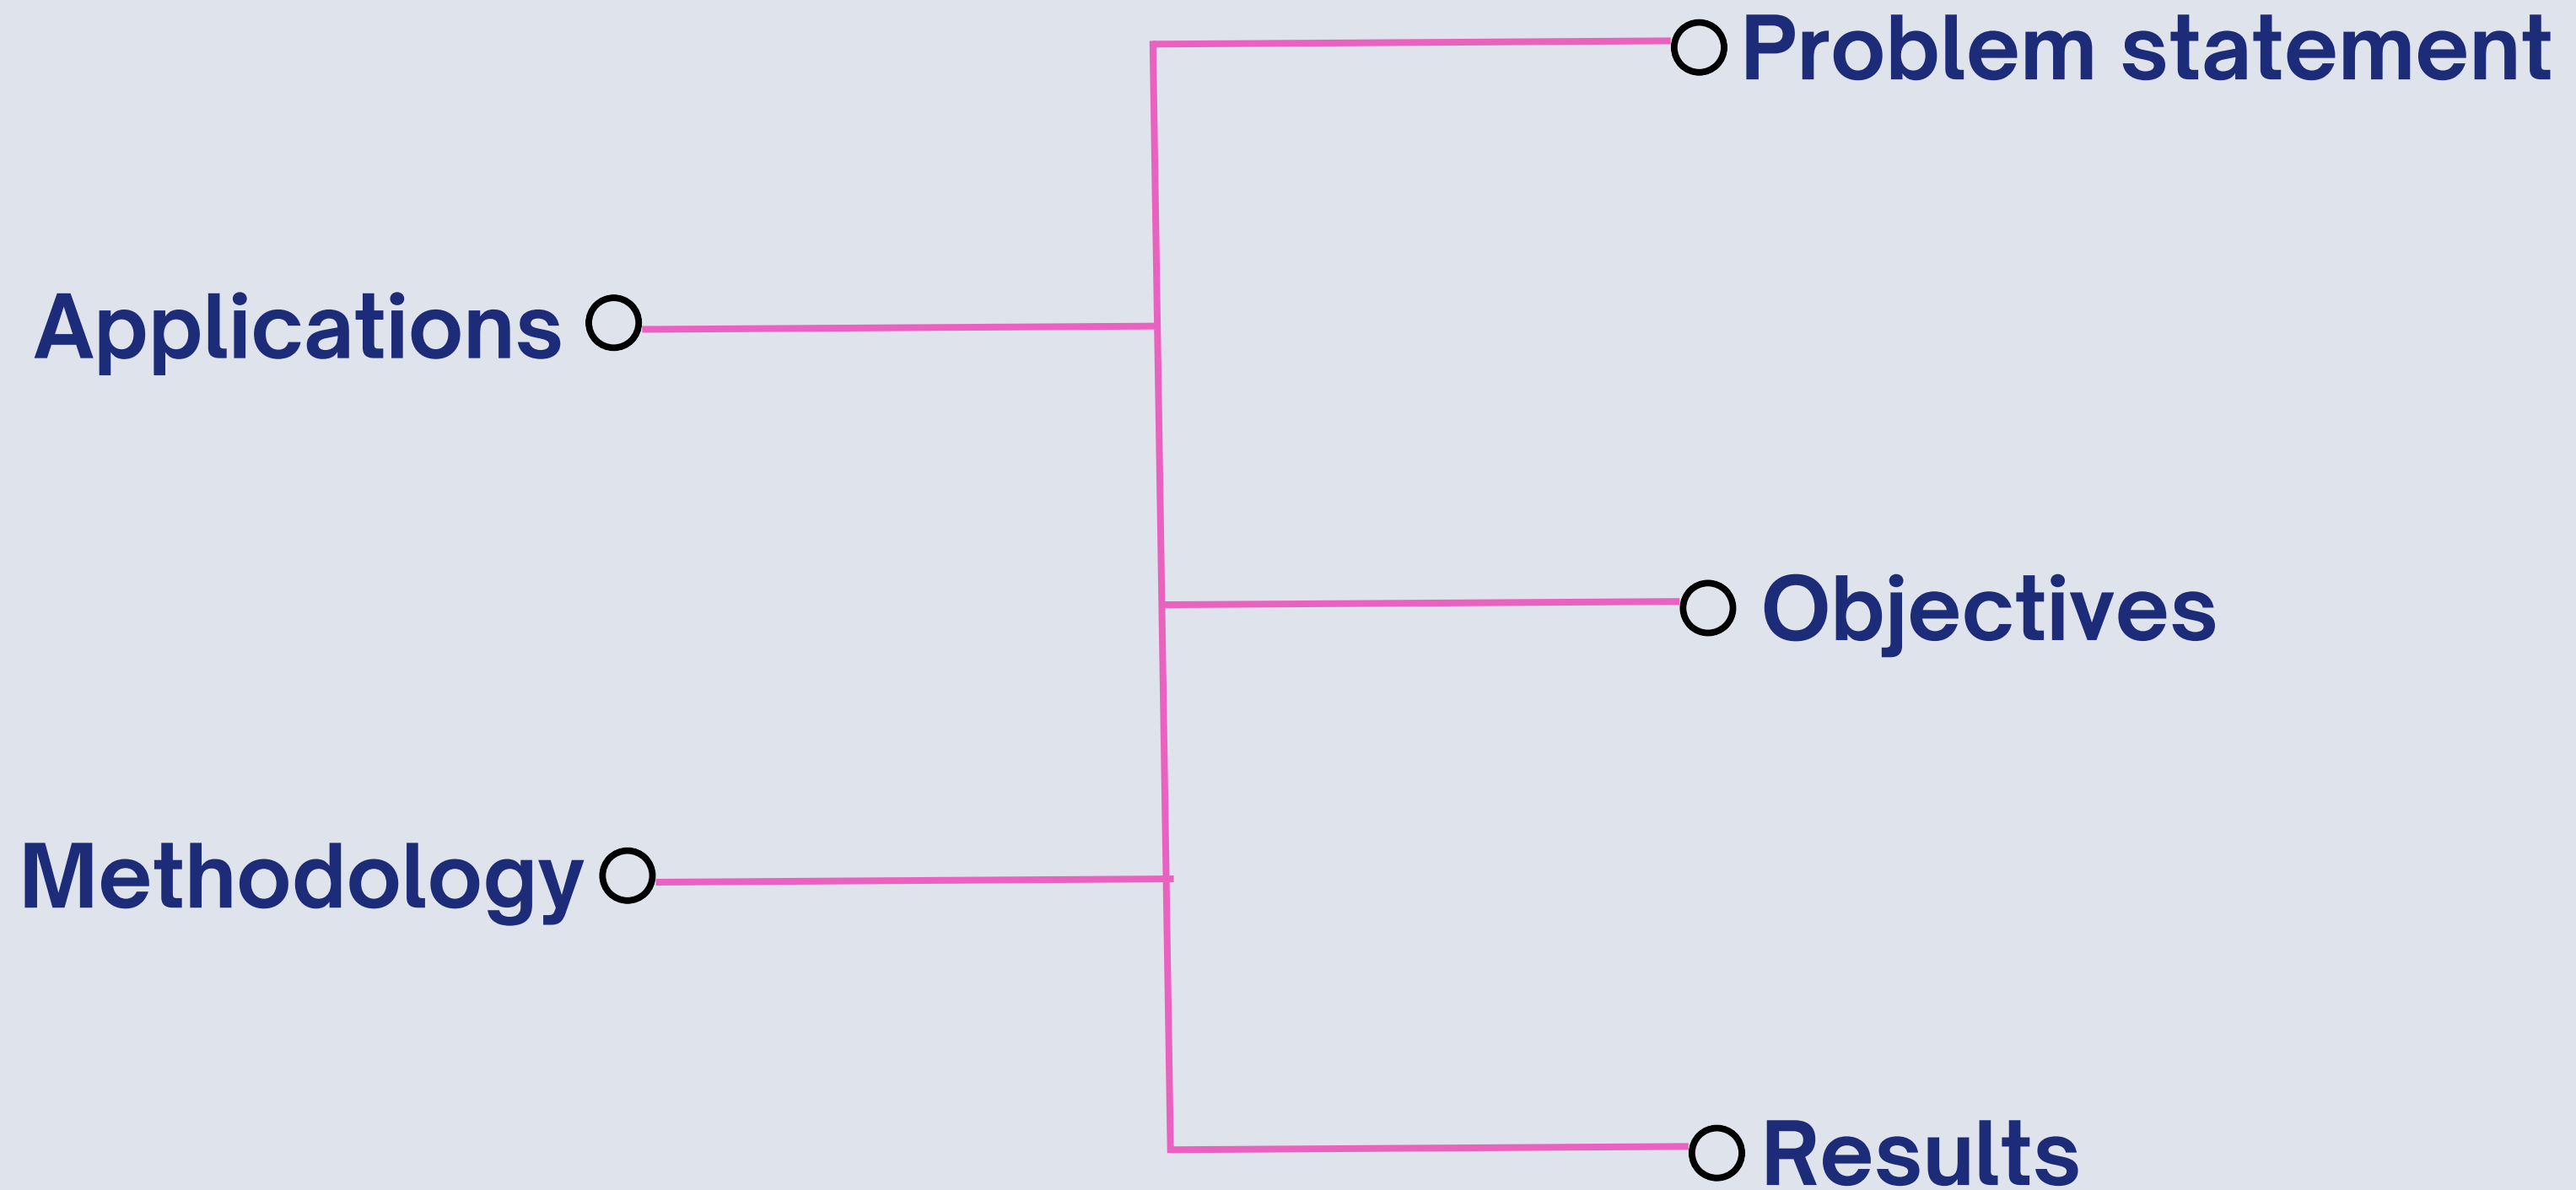 Problem statement
Applications
Objectives
Methodology
Results